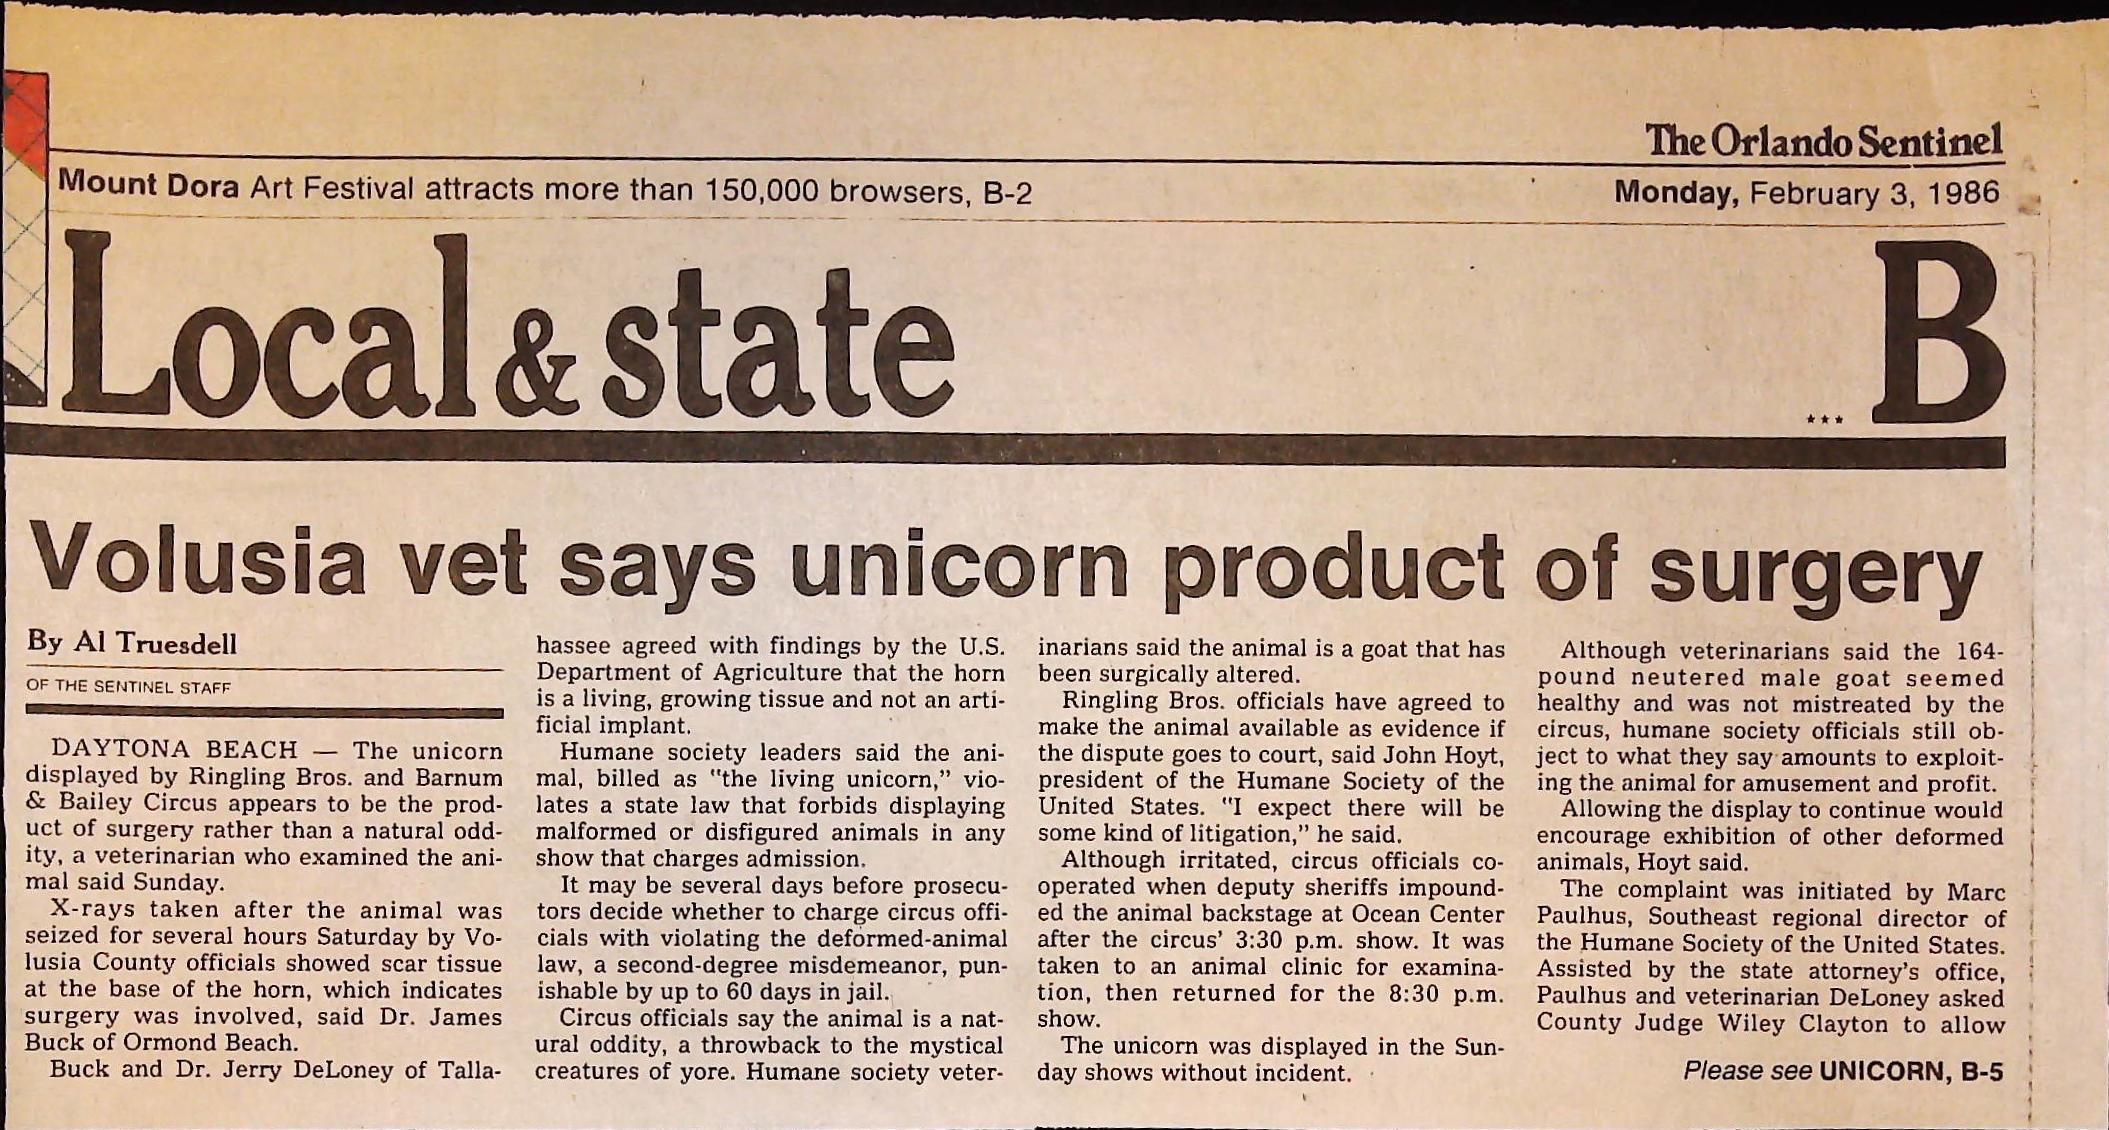 The Orlando Sentinel
Mount Dora Art Festival attracts more than 150,000 browsers, B-2
Monday, February 3, 1986
Local & state
... B
Volusia vet says unicorn product of surgery
By Al Truesdell
OF THE SENTINEL STAFF
DAYTONA BEACH — The unicorn
displayed by Ringling Bros. and Barnum
& Bailey Circus appears to be the prod-
uct of surgery rather than a natural odd-
ity, a veterinarian who examined the ani-
mal said Sunday.
X-rays taken after the animal was
seized for several hours Saturday by Vo-
lusia County officials showed scar tissue
at the base of the horn, which indicates
surgery was involved, said Dr. James
Buck of Ormond Beach.
Buck and Dr. Jerry DeLoney of Talla-
hassee agreed with findings by the U.S.
Department of Agriculture that the horn
is a living, growing tissue and not an arti-
ficial implant.
Humane society leaders said the ani-
mal, billed as "the living unicorn," vio-
lates a state law that forbids displaying
malformed or disfigured animals in any
show that charges admission.
It may be several days before prosecu-
tors decide whether to charge circus offi-
cials with violating the deformed-animal
law, a second-degree misdemeanor, pun-
ishable by up to 60 days in jail.
Circus officials say the animal is a nat-
ural oddity, a throwback to the mystical
creatures of yore. Humane society veter-
inarians said the animal is a goat that has
been surgically altered.
Ringling Bros. officials have agreed to
make the animal available as evidence if
the dispute goes to court, said John Hoyt,
president of the Humane Society of the
United States. "I expect there will be
some kind of litigation," he said.
Although irritated, circus officials co-
operated when deputy sheriffs impound-
ed the animal backstage at Ocean Center
after the circus' 3:30 p.m. show. It was
taken to an animal clinic for examina-
tion, then returned for the 8:30 p.m.
show.
The unicorn was displayed in the Sun-
day shows without incident.
Although veterinarians said the 164-
pound neutered male goat seemed
healthy and was not mistreated by the
circus, humane society officials still ob-
ject to what they say amounts to exploit-
ing the animal for amusement and profit.
Allowing the display to continue would
encourage exhibition of other deformed
animals, Hoyt said.
The complaint was initiated by Marc
Paulhus, Southeast regional director of
the Humane Society of the United States.
Assisted by the state attorney's office,
Paulhus and veterinarian DeLoney asked
County Judge Wiley Clayton to allow
Please see UNICORN, B-5